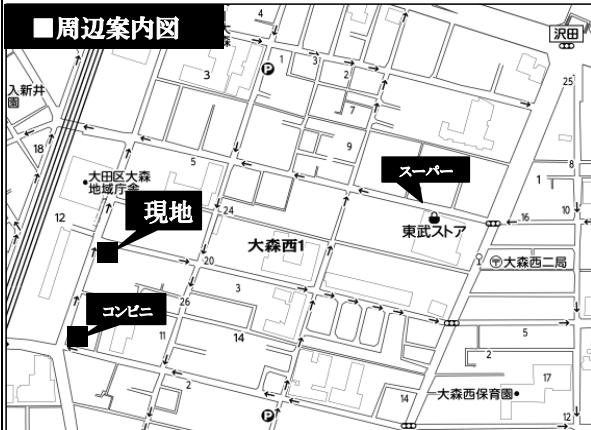 ■周辺案内図
沢田
4
森
1
3
P
3
2
25
入新井
園
7
18
9
5
8
大田区大森
地域庁舎
スーパー
1
現地
24
16
10
12
東武ストア
大森西1
20
〒大森西二局
3
26
コンビニ
11
14
5
2
2
17
14
大森西保育園
P
12